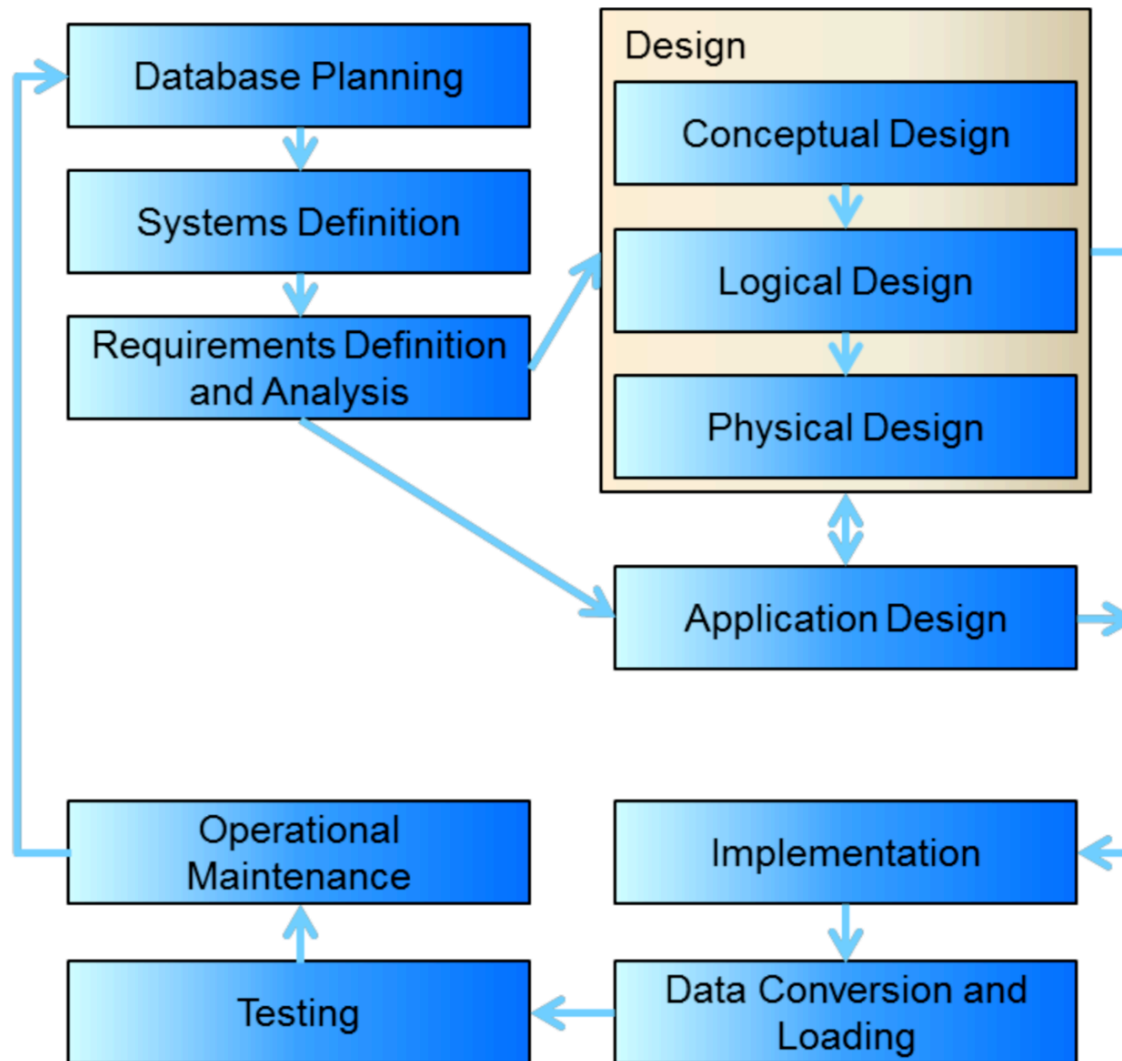 Database Planning
Systems Definition
Requirements Definition
and Analysis
Design
Conceptual Design
Logical Design
Physical Design
Application Design
Implementation
Data Conversion and
Loading
Testing
Operational
Maintenance